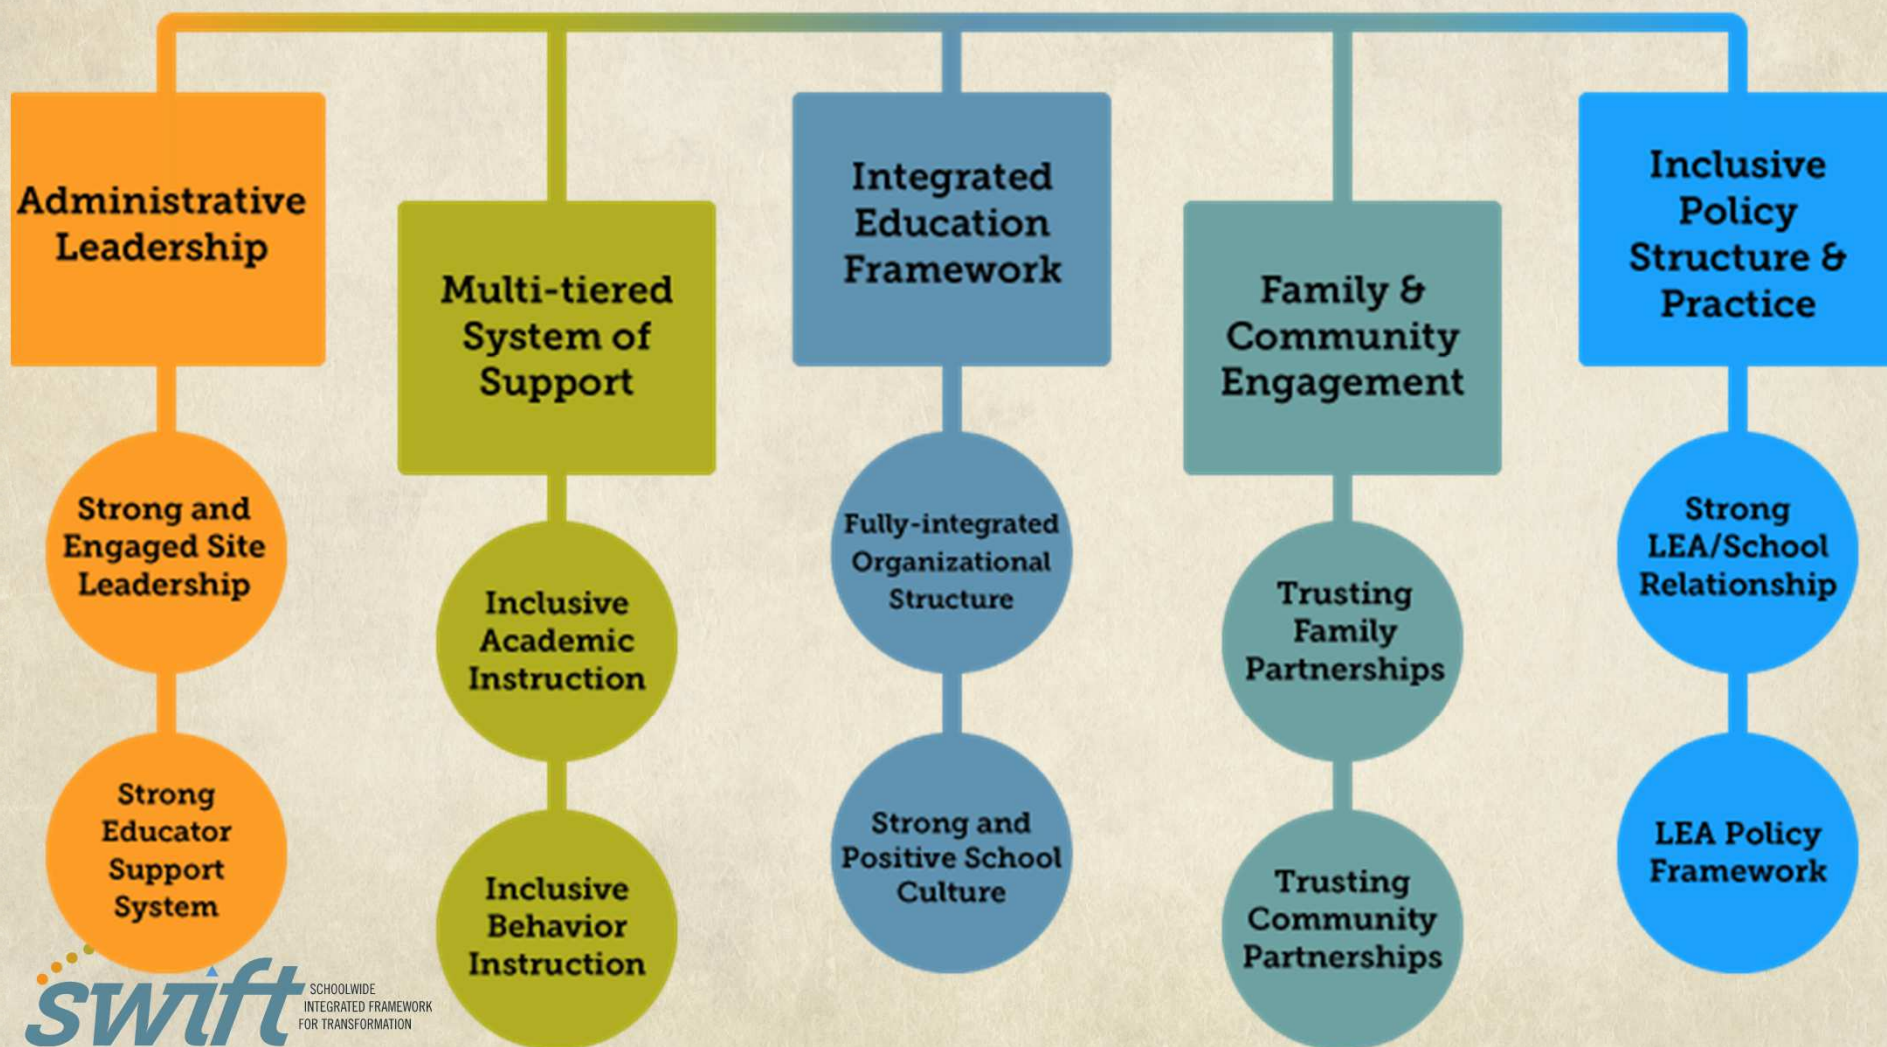 Administrative
Leadership
Strong and
Engaged Site
Leadership
Strong
Educator
Support
System
Multi-tiered
System of
Support
Inclusive
Academic
Instruction
Inclusive
Behavior
Instruction
Integrated
Education
Framework
Fully-integrated
Organizational
Structure
Strong and
Positive School
Culture
Family &
Community
Engagement
Trusting
Family
Partnerships
Trusting
Community
Partnerships
Inclusive
Policy
Structure &
Practice
Strong
LEA/School
Relationship
LEA Policy
Framework
swift
SCHOOLWIDE
INTEGRATED FRAMEWORK
FOR TRANSFORMATION